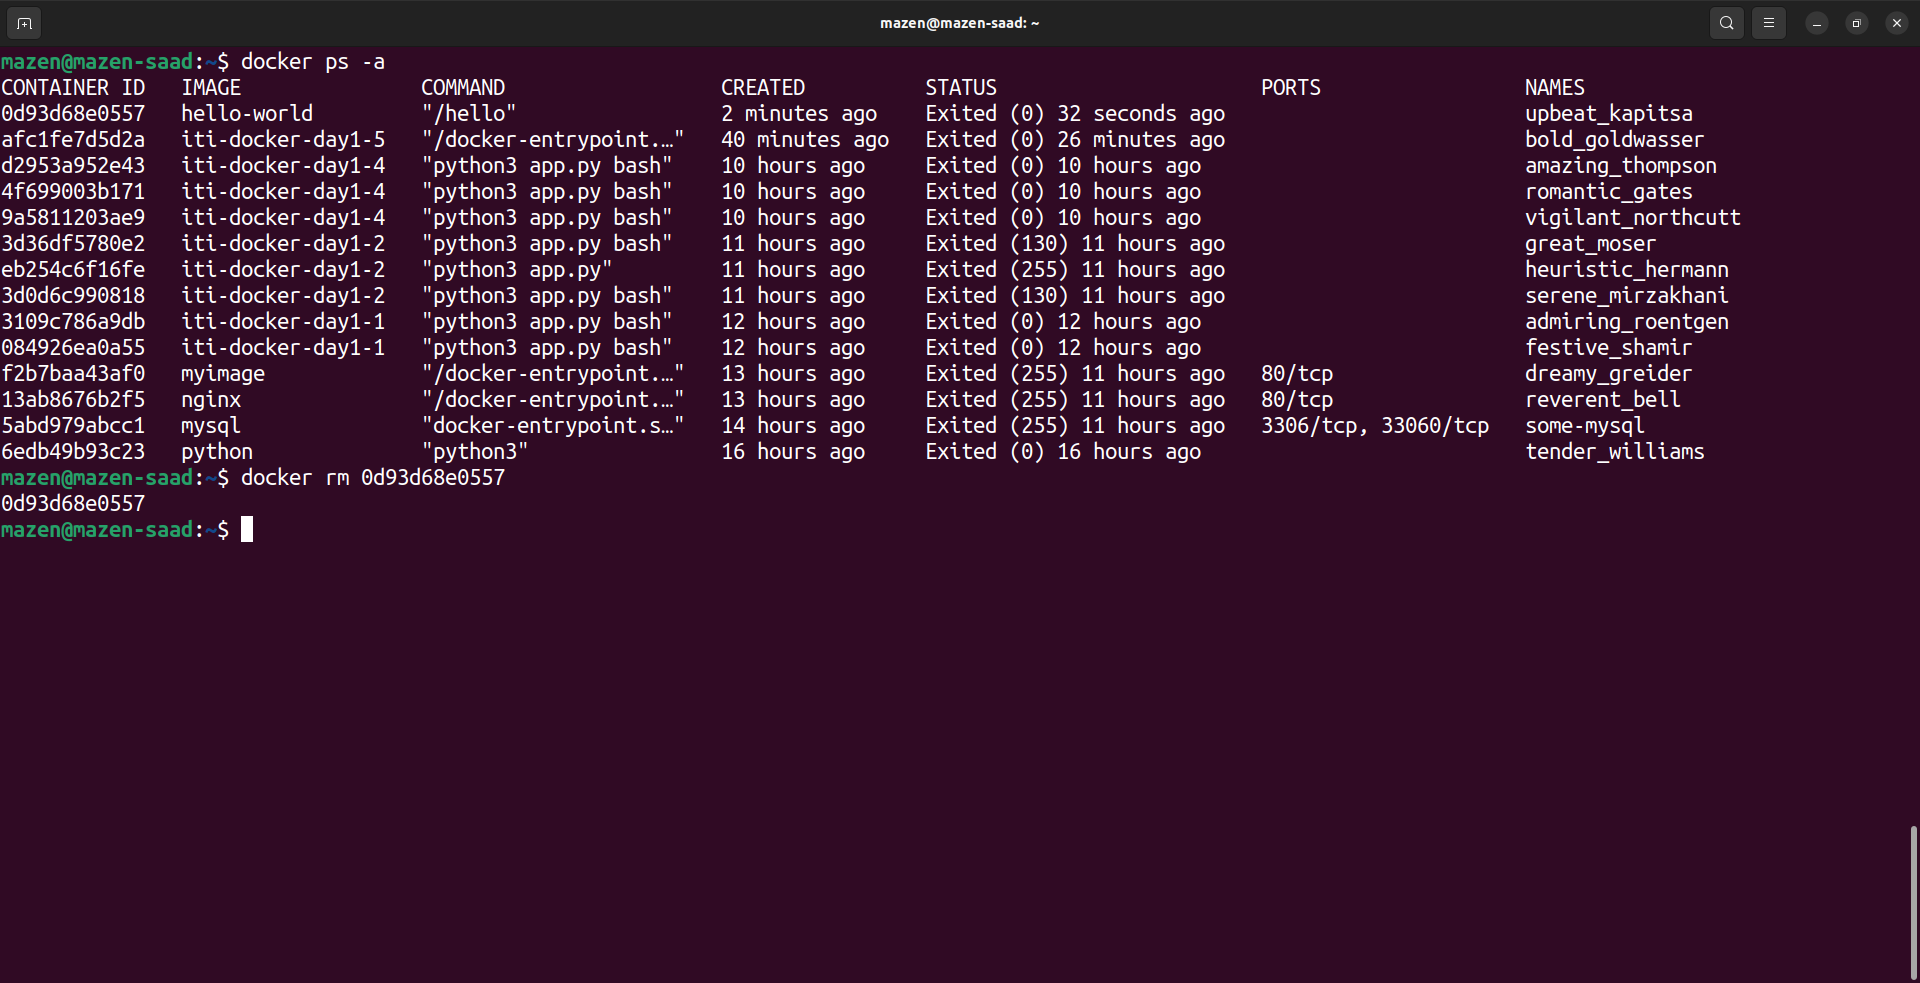 mazen@mazen-saad: ~
mazen@mazen-saad:~$ docker ps -a
CONTAINER ID   IMAGE               COMMAND                  CREATED          STATUS                      PORTS                 NAMES
0d93d68e0557   hello-world         "/hello"                 2 minutes ago    Exited (0) 32 seconds ago                         upbeat_kapitsa
afc1fe7d5d2a   iti-docker-day1-5   "/docker-entrypoint.…"   40 minutes ago   Exited (0) 26 minutes ago                         bold_goldwasser
d2953a952e43   iti-docker-day1-4   "python3 app.py bash"    10 hours ago     Exited (0) 10 hours ago                           amazing_thompson
4f699003b171   iti-docker-day1-4   "python3 app.py bash"    10 hours ago     Exited (0) 10 hours ago                           romantic_gates
9a5811203ae9   iti-docker-day1-4   "python3 app.py bash"    10 hours ago     Exited (0) 10 hours ago                           vigilant_northcutt
3d36df5780e2   iti-docker-day1-2   "python3 app.py bash"    11 hours ago     Exited (130) 11 hours ago                         great_moser
eb254c6f16fe   iti-docker-day1-2   "python3 app.py"         11 hours ago     Exited (255) 11 hours ago                         heuristic_hermann
3d0d6c990818   iti-docker-day1-2   "python3 app.py bash"    11 hours ago     Exited (130) 11 hours ago                         serene_mirzakhani
3109c786a9db   iti-docker-day1-1   "python3 app.py bash"    12 hours ago     Exited (0) 12 hours ago                           admiring_roentgen
084926ea0a55   iti-docker-day1-1   "python3 app.py bash"    12 hours ago     Exited (0) 12 hours ago                           festive_shamir
f2b7baa43af0   myimage             "/docker-entrypoint.…"   13 hours ago     Exited (255) 11 hours ago   80/tcp                dreamy_greider
13ab8676b2f5   nginx               "/docker-entrypoint.…"   13 hours ago     Exited (255) 11 hours ago   80/tcp                reverent_bell
5abd979abcc1   mysql               "docker-entrypoint.s…"   14 hours ago     Exited (255) 11 hours ago   3306/tcp, 33060/tcp   some-mysql
6edb49b93c23   python              "python3"                16 hours ago     Exited (0) 16 hours ago                           tender_williams
mazen@mazen-saad:~$ docker rm 0d93d68e0557
0d93d68e0557
mazen@mazen-saad:~$